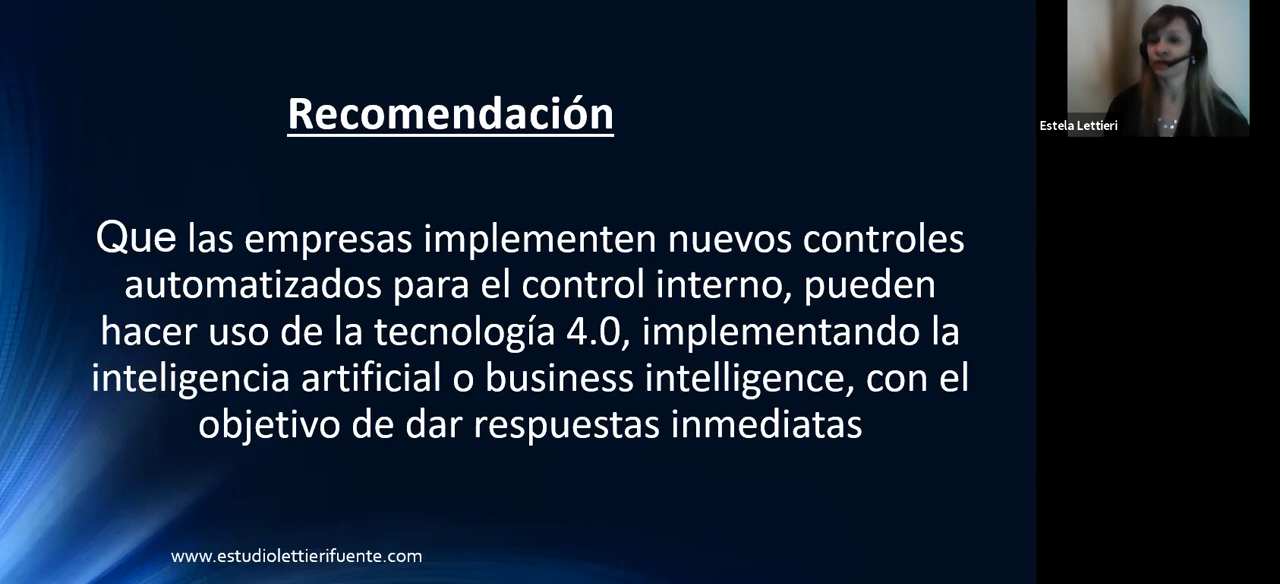 Recomendación
Que las empresas implementen nuevos controles
automatizados para el control interno, pueden
hacer uso de la tecnología 4.0, implementando la
inteligencia artificial o business intelligence, con el
objetivo de dar respuestas inmediatas
www.estudiolettierifuente.com
Estela Lettieri